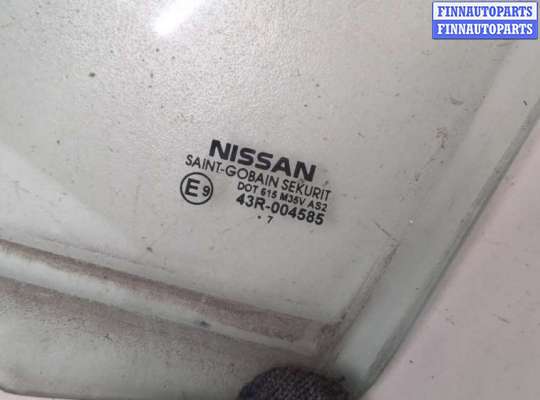 FINNAUTOPARTS
FINNAUTOPARTS
NISSAN
SAINT-GOBAIN SEKURIT
DOT 615 M35V AS2
E9 43R-004585
. 7